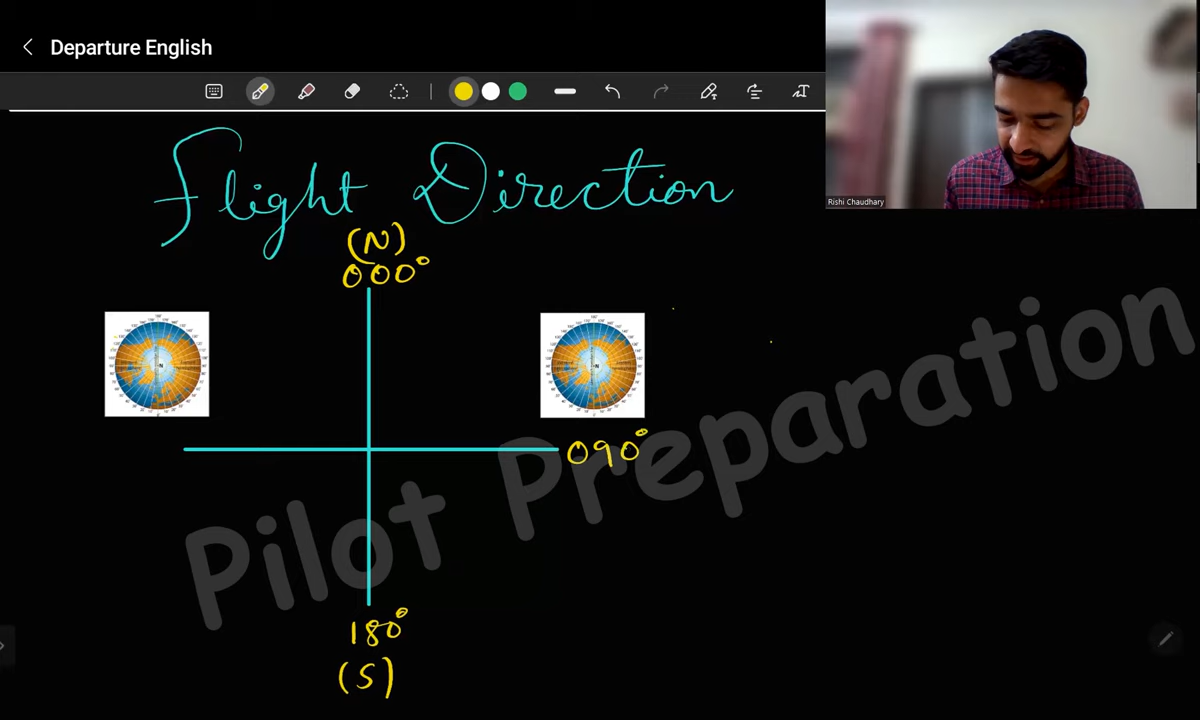 Departure English
Rishi Chaudhary
Flight Direction
(N)
000°
090°
180°
(S)
Pilot Preparation